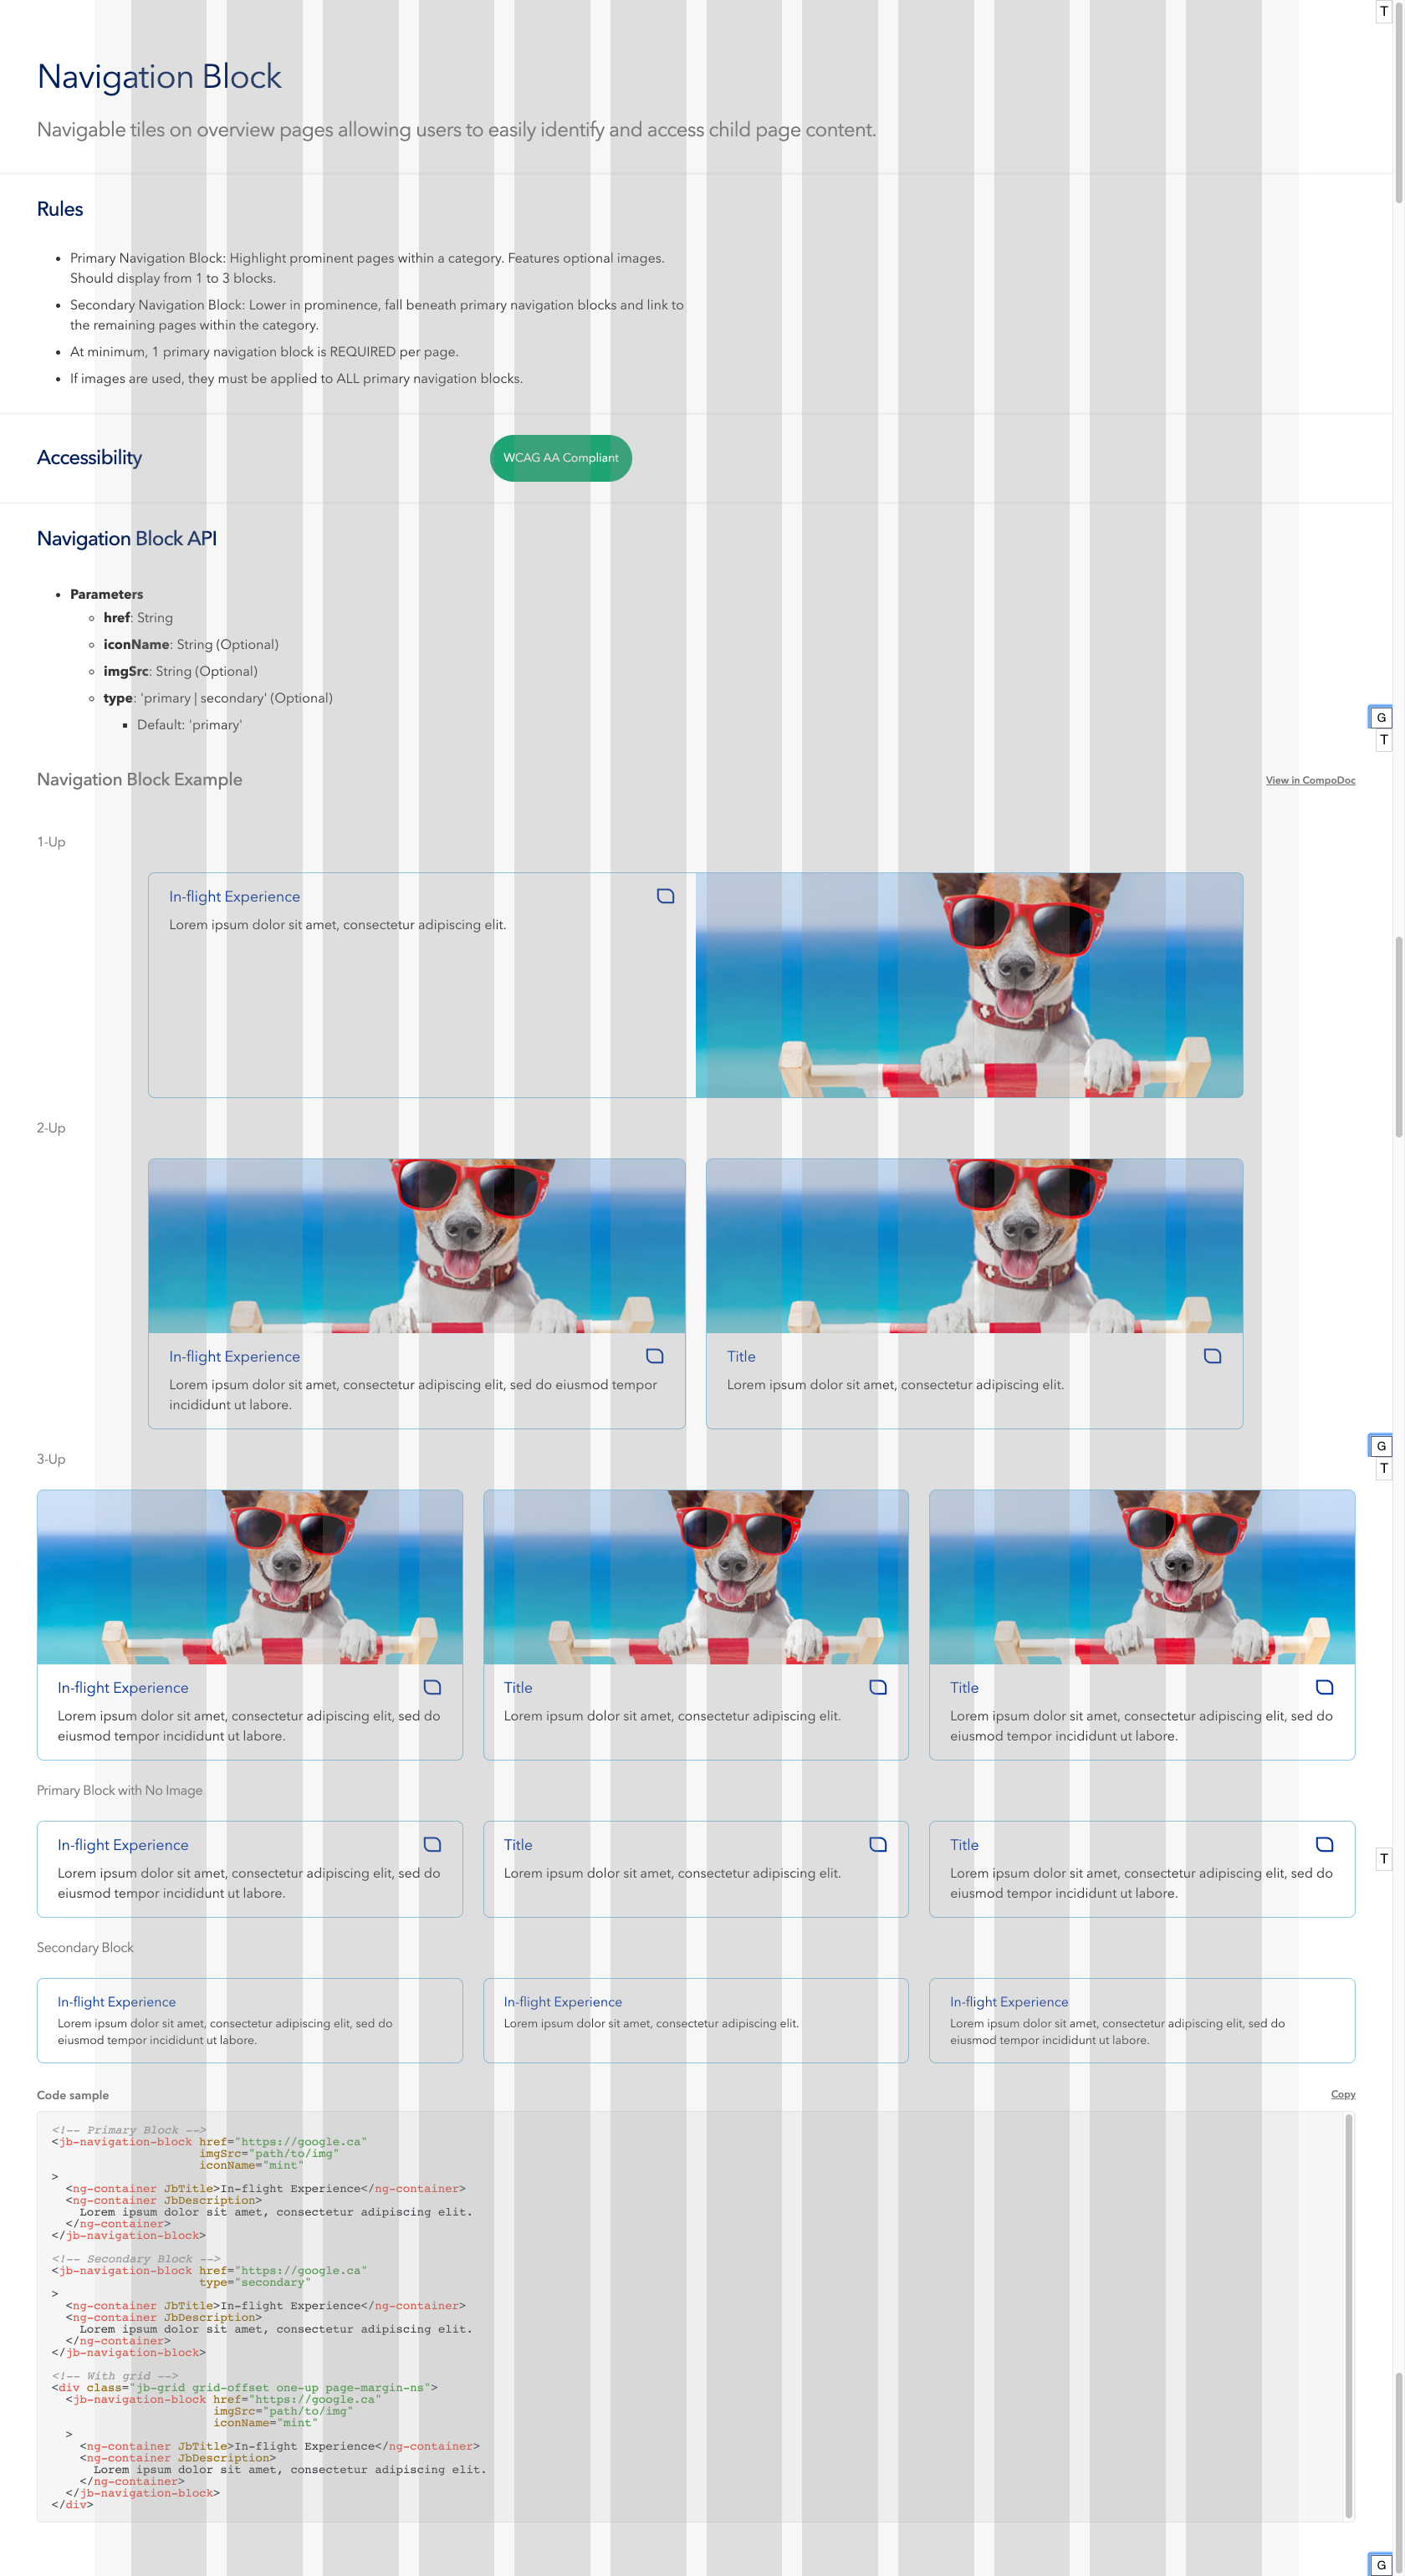 T
Navigation Block
Navigable tiles on overview pages allowing users to easily identify and access child page content.
Rules
• Primary Navigation Block: Highlight prominent pages within a category. Features optional images.
Should display from 1 to 3 blocks.
• Secondary Navigation Block: Lower in prominence, fall beneath primary navigation blocks and link to
the remaining pages within the category.
• At minimum, 1 primary navigation block is REQUIRED per page.
• If images are used, they must be applied to ALL primary navigation blocks.
Accessibility
WCAG AA Compliant
Navigation Block API
• Parameters
◦ href: String
◦ iconName: String (Optional)
◦ imgSrc: String (Optional)
◦ type: 'primary | secondary' (Optional)
▪ Default: 'primary'
G
T
Navigation Block Example
View in CompoDoc
1-Up
In-flight Experience
Lorem ipsum dolor sit amet, consectetur adipiscing elit.
2-Up
In-flight Experience
Lorem ipsum dolor sit amet, consectetur adipiscing elit, sed do eiusmod tempor
incididunt ut labore.
Title
Lorem ipsum dolor sit amet, consectetur adipiscing elit.
G
T
3-Up
In-flight Experience
Lorem ipsum dolor sit amet, consectetur adipiscing elit, sed do
eiusmod tempor incididunt ut labore.
Title
Lorem ipsum dolor sit amet, consectetur adipiscing elit.
Title
Lorem ipsum dolor sit amet, consectetur adipiscing elit, sed do
eiusmod tempor incididunt ut labore.
Primary Block with No Image
In-flight Experience
Lorem ipsum dolor sit amet, consectetur adipiscing elit, sed do
eiusmod tempor incididunt ut labore.
Title
Lorem ipsum dolor sit amet, consectetur adipiscing elit.
Title
Lorem ipsum dolor sit amet, consectetur adipiscing elit, sed do
eiusmod tempor incididunt ut labore.
T
Secondary Block
In-flight Experience
Lorem ipsum dolor sit amet, consectetur adipiscing elit, sed do
eiusmod tempor incididunt ut labore.
In-flight Experience
Lorem ipsum dolor sit amet, consectetur adipiscing elit.
In-flight Experience
Lorem ipsum dolor sit amet, consectetur adipiscing elit, sed do
eiusmod tempor incididunt ut labore.
Code sample
Copy
<!-- Primary Block -->
<jb-navigation-block href="https://google.ca"
                     imgSrc="path/to/img"
                     iconName="mint"
>
  <ng-container JbTitle>In-flight Experience</ng-container>
  <ng-container JbDescription>
    Lorem ipsum dolor sit amet, consectetur adipiscing elit.
  </ng-container>
</jb-navigation-block>
<!-- Secondary Block -->
<jb-navigation-block href="https://google.ca"
                     type="secondary"
>
  <ng-container JbTitle>In-flight Experience</ng-container>
  <ng-container JbDescription>
    Lorem ipsum dolor sit amet, consectetur adipiscing elit.
  </ng-container>
</jb-navigation-block>
<!-- With grid -->
<div class="jb-grid grid-offset one-up page-margin-ns">
  <jb-navigation-block href="https://google.ca"
                       imgSrc="path/to/img"
                       iconName="mint"
  >
    <ng-container JbTitle>In-flight Experience</ng-container>
    <ng-container JbDescription>
      Lorem ipsum dolor sit amet, consectetur adipiscing elit.
    </ng-container>
  </jb-navigation-block>
</div>
G